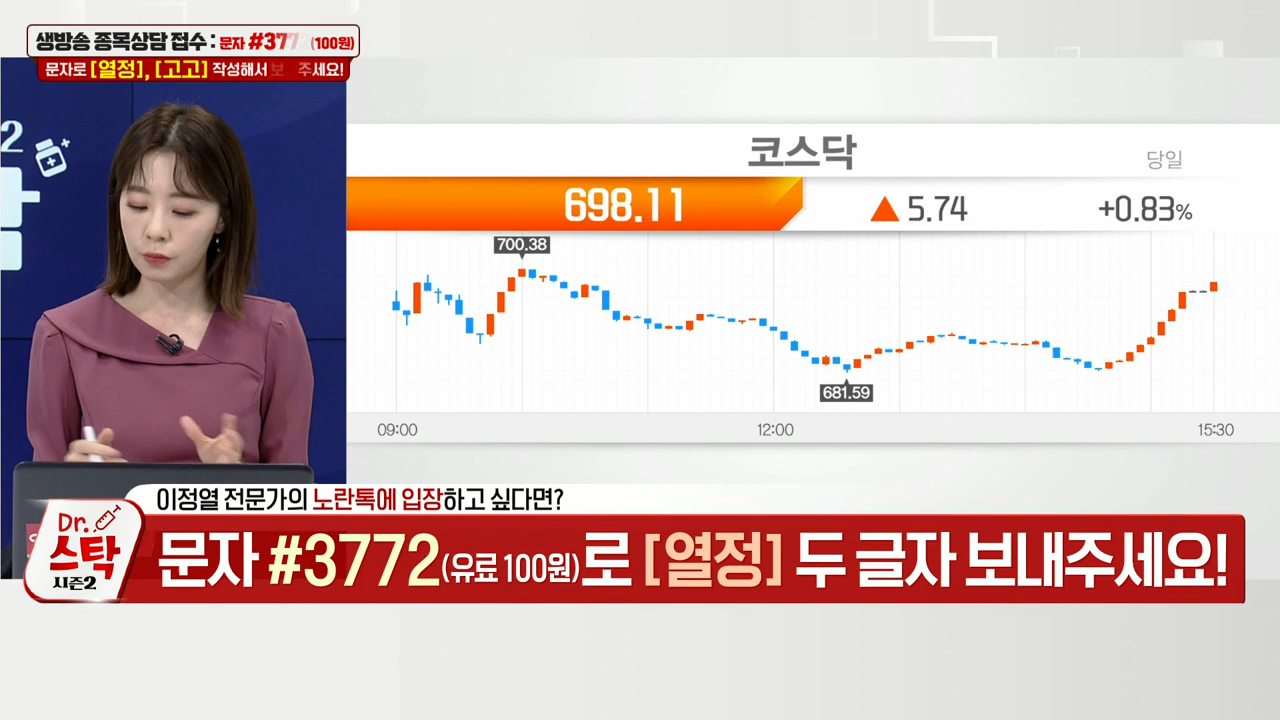 생방송 종목상담 접수 : 문자 #377 (100원)
문자로 [열정], [고고] 작성해서 보 주세요!
2
코스닥
당일
698.11 ▲ 5.74 +0.83%
700.38
681.59
09:00 12:00 15:30
이정열 전문가의 노란톡에 입장하고 싶다면?
Dr.
스탁
시즌2
문자 #3772(유료 100원)로 [열정] 두 글자 보내주세요!